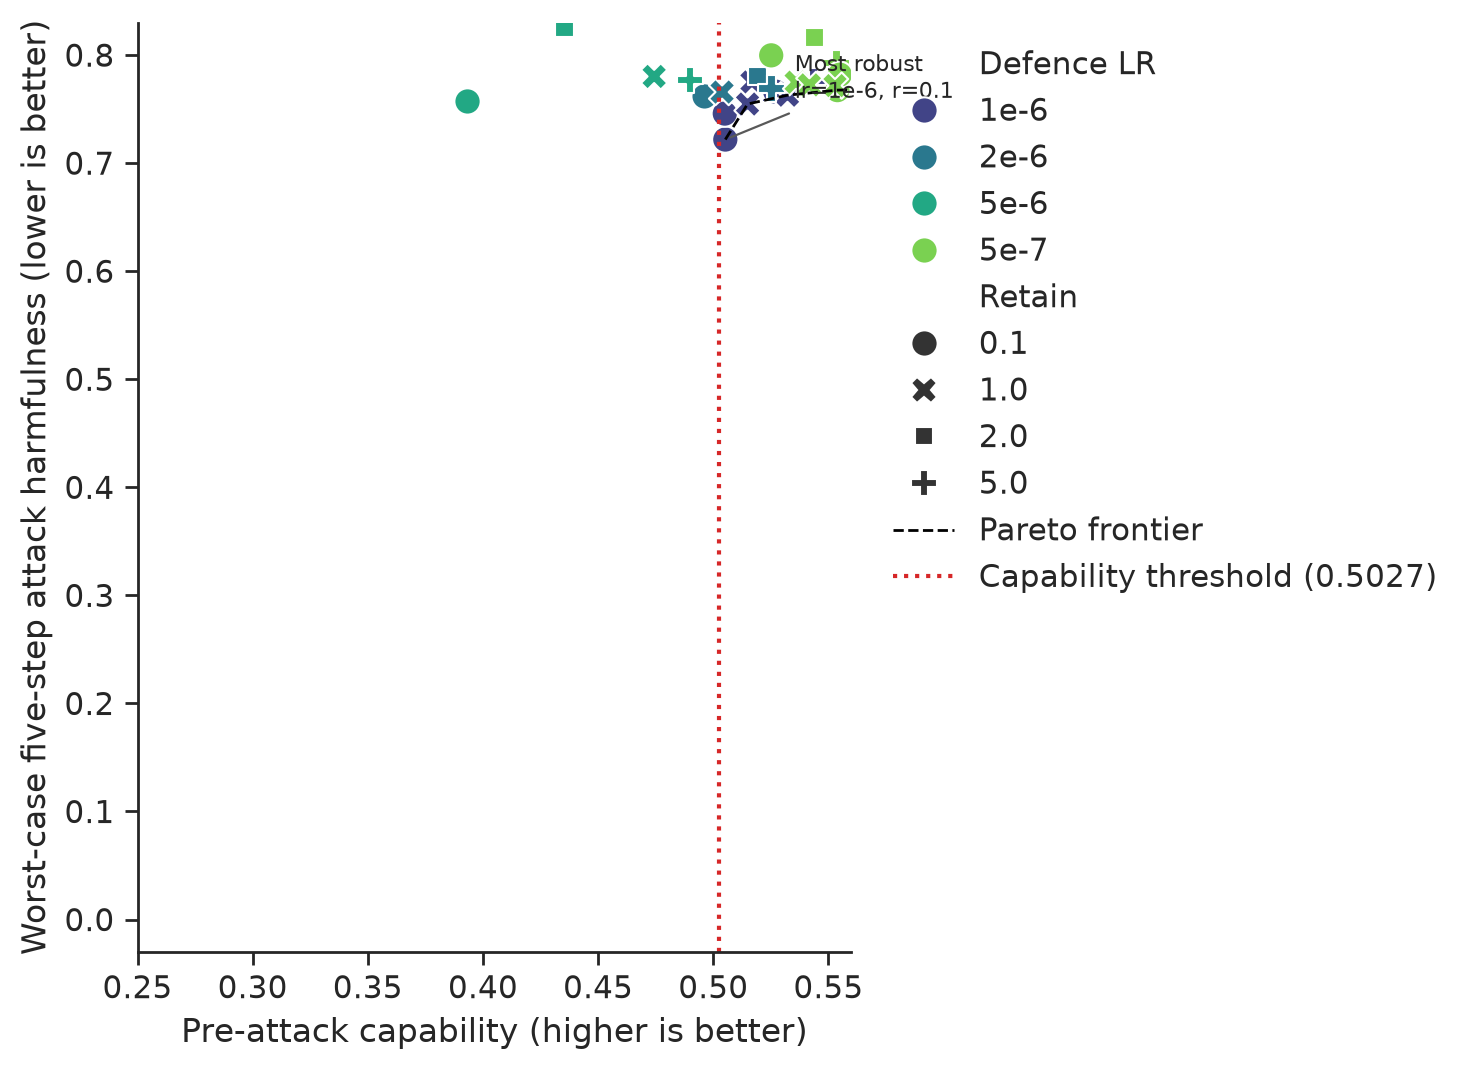 Worst-case five-step attack harmfulness (lower is better)
0.8
0.7
0.6
0.5
0.4
0.3
0.2
0.1
0.0
0.25 0.30 0.35 0.40 0.45 0.50 0.55
Pre-attack capability (higher is better)
Most robust
lr=1e-6, r=0.1
Defence LR
1e-6
2e-6
5e-6
5e-7
Retain
0.1
1.0
2.0
5.0
Pareto frontier
Capability threshold (0.5027)